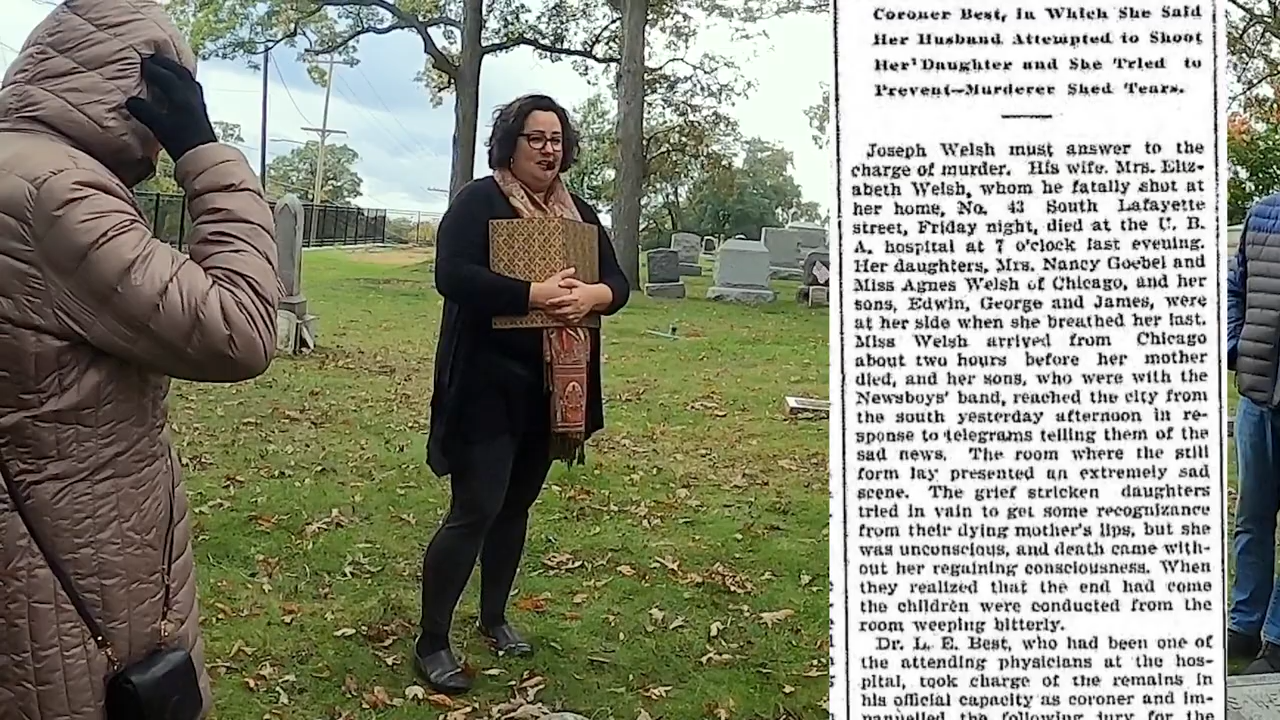 Coroner Best, in Which She Said
Her Husband Attempted to Shoot
Her Daughter and She Tried to
Prevent—Murderer Shed Tears.
Joseph Welsh must answer to the
charge of murder. His wife. Mrs. Eliz-
abeth Welsh, whom he fatally shot at
her home, No. 43 South Lafayette
street, Friday night, died at the U. B.
A. hospital at 7 o'clock last evening.
Her daughters, Mrs. Nancy Goebel and
Miss Agnes Welsh of Chicago, and her
sons, Edwin, George and James, were
at her side when she breathed her last.
Miss Welsh arrived from Chicago
about two hours before her mother
died, and her sons, who were with the
Newsboys' band, reached the city from
the south yesterday afternoon in re-
sponse to telegrams telling them of the
sad news. The room where the still
form lay presented an extremely sad
scene. The grief stricken daughters
tried in vain to get some recognizance
from their dying mother's lips, but she
was unconscious, and death came with-
out her regaining consciousness. When
they realized that the end had come
the children were conducted from the
room weeping bitterly.
Dr. L. E. Best, who had been one of
the attending physicians at the hos-
pital, took charge of the remains in
his official capacity as coroner and im-
panuelled the following jury for the